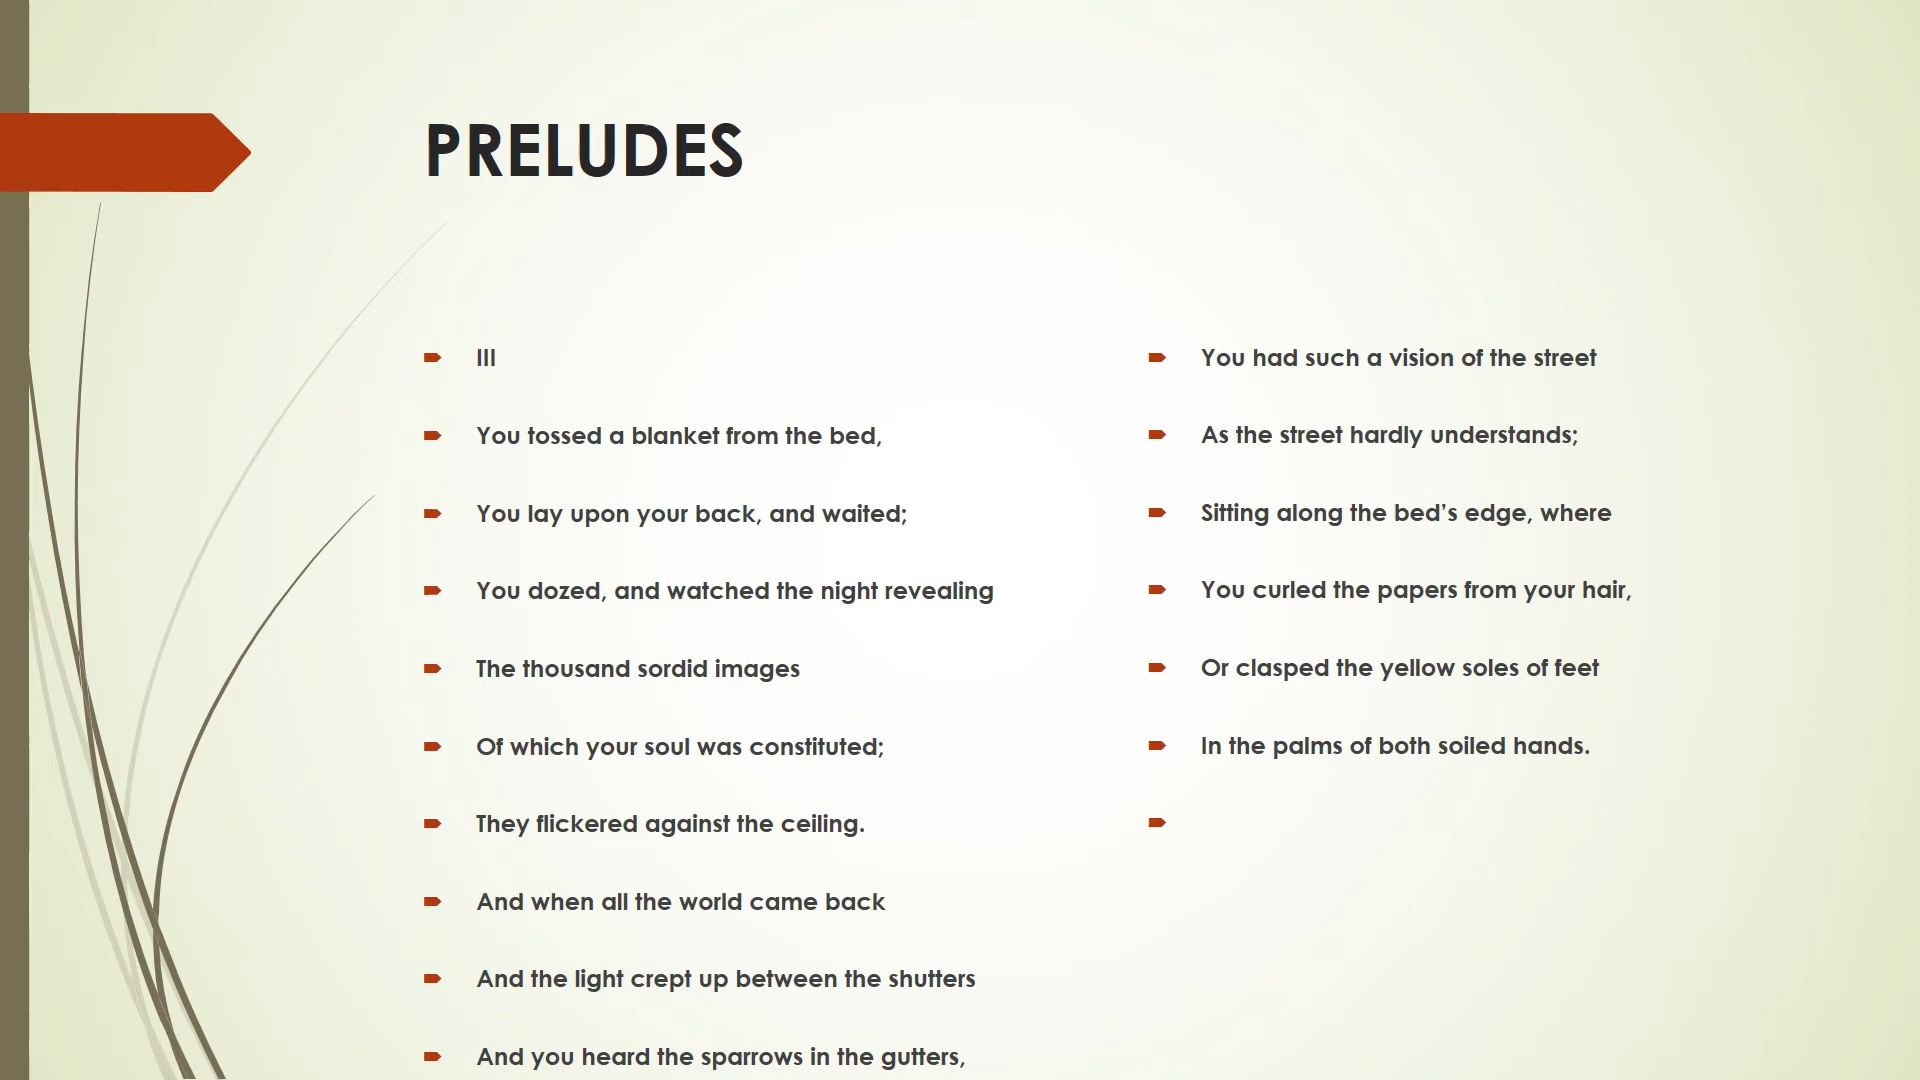 PRELUDES
III
You tossed a blanket from the bed,
You lay upon your back, and waited;
You dozed, and watched the night revealing
The thousand sordid images
Of which your soul was constituted;
They flickered against the ceiling.
And when all the world came back
And the light crept up between the shutters
And you heard the sparrows in the gutters,
You had such a vision of the street
As the street hardly understands;
Sitting along the bed’s edge, where
You curled the papers from your hair,
Or clasped the yellow soles of feet
In the palms of both soiled hands.